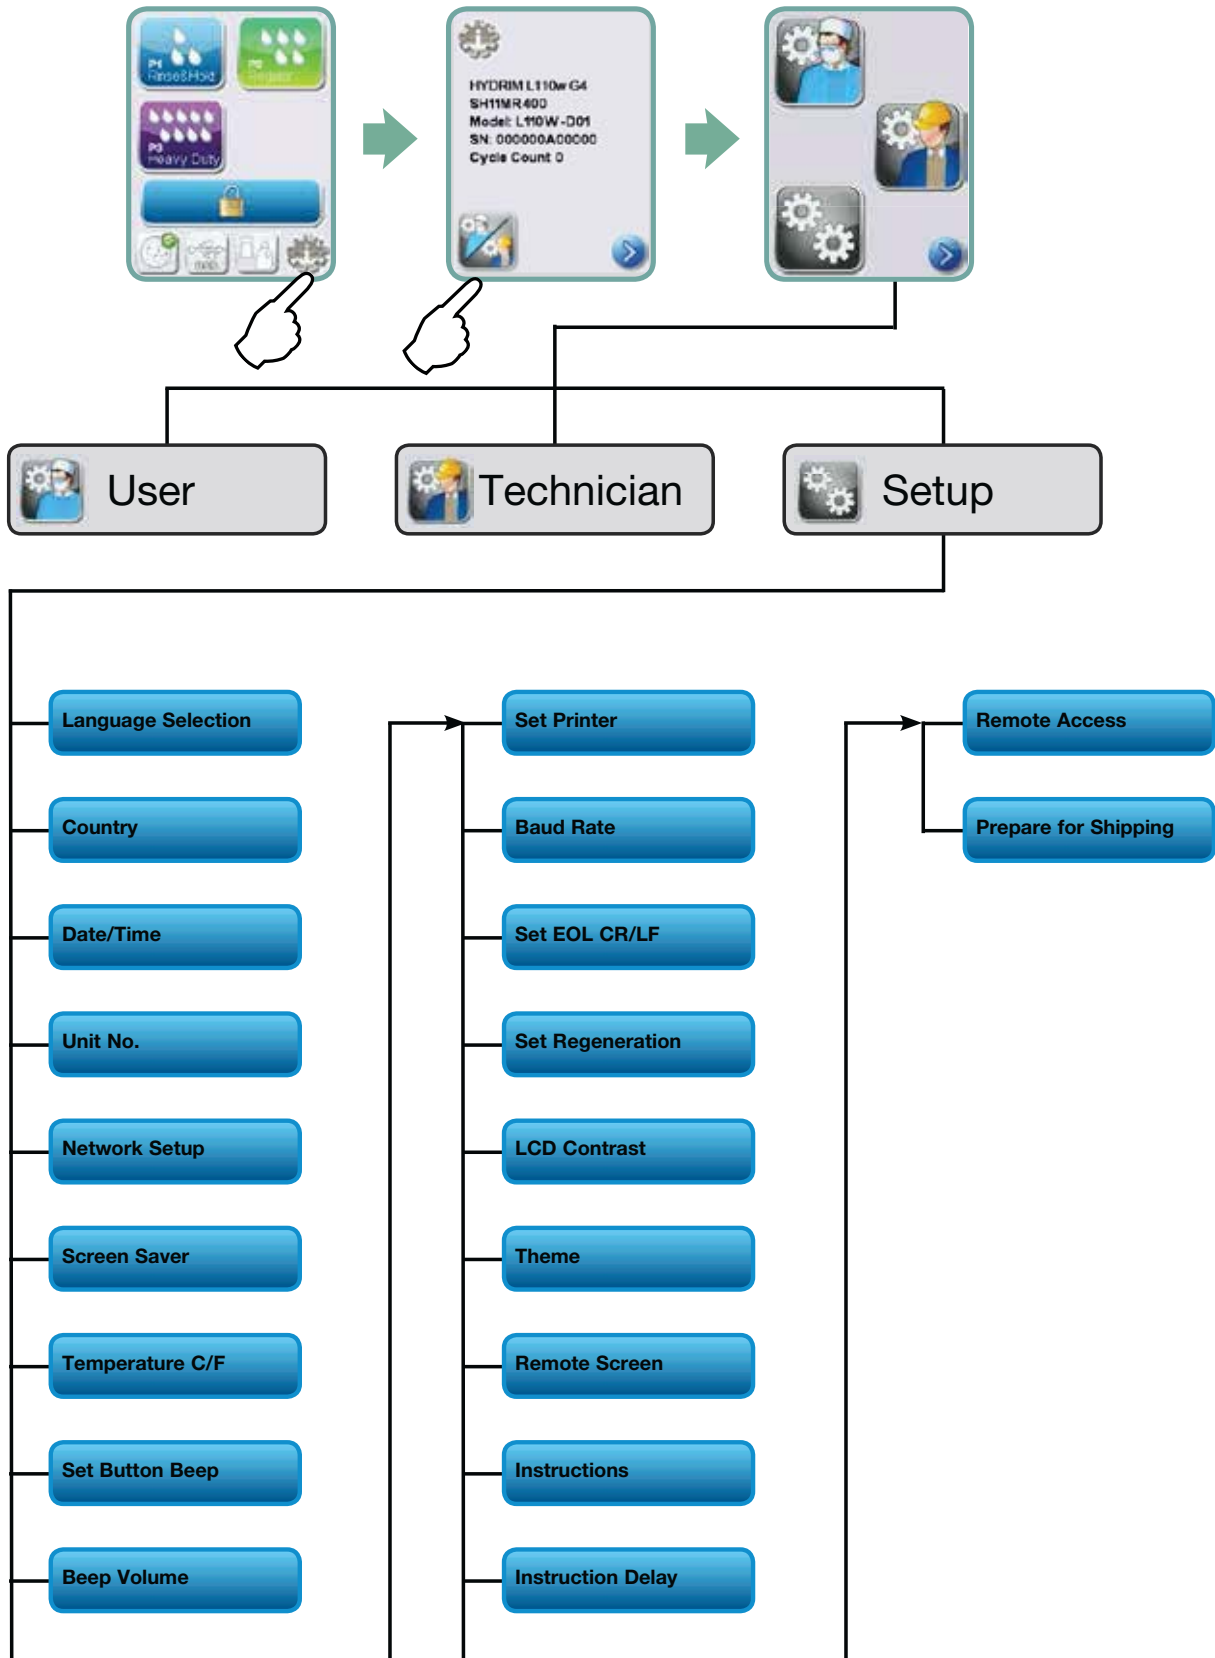 P1
Rinse&Hold
P2
Regular
P3
Heavy Duty
HYDRIM L110w G4
SH11MR400
Model: L110W-D01
SN: 000000A00000
Cycle Count 0
User
Technician
Setup
Language Selection
Country
Date/Time
Unit No.
Network Setup
Screen Saver
Temperature C/F
Set Button Beep
Beep Volume
Set Printer
Baud Rate
Set EOL CR/LF
Set Regeneration
LCD Contrast
Theme
Remote Screen
Instructions
Instruction Delay
Remote Access
Prepare for Shipping